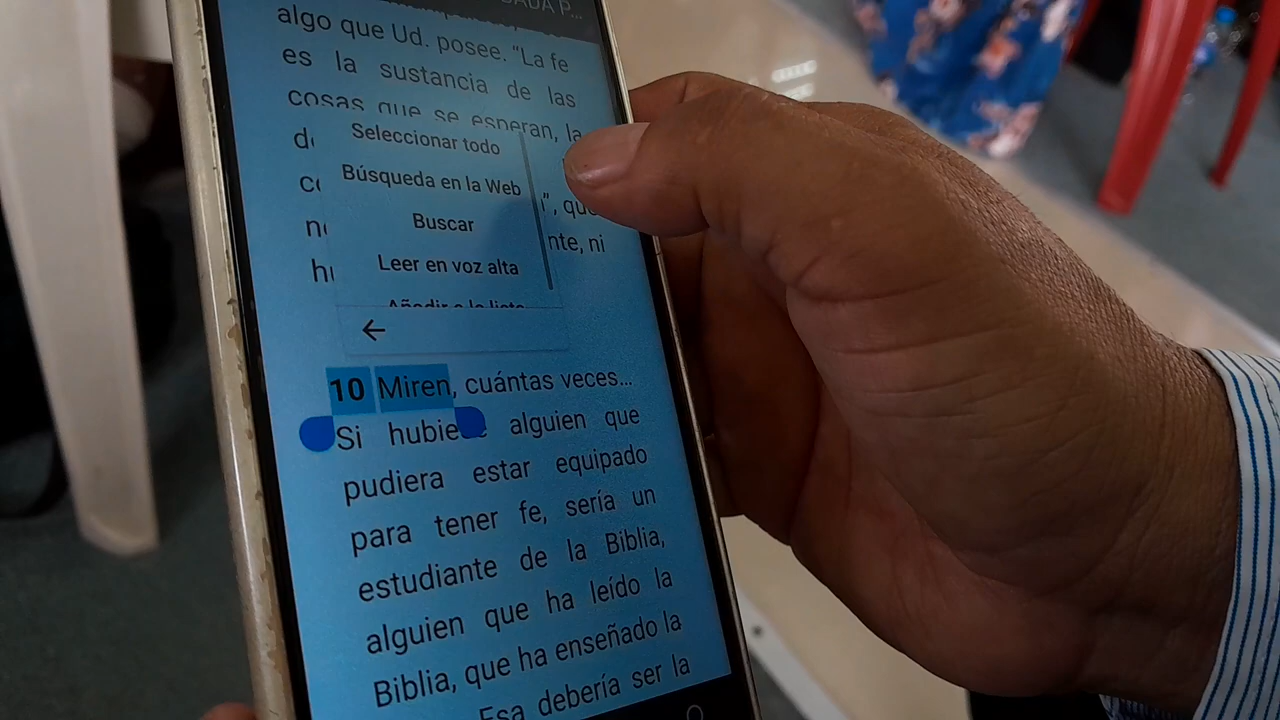 algo que Ud. posee. "La fe
es la sustancia de las
cosas que se esperan, la
Seleccionar todo
Búsqueda en la Web
Buscar
nte, ni
Leer en voz alta
Añadir a la lista
10 Miren, cuántas veces...
Si hubie alguien que
pudiera estar equipado
para tener fe, sería un
estudiante de la Biblia,
alguien que ha leído la
Biblia, que ha enseñado la
Esa debería ser la